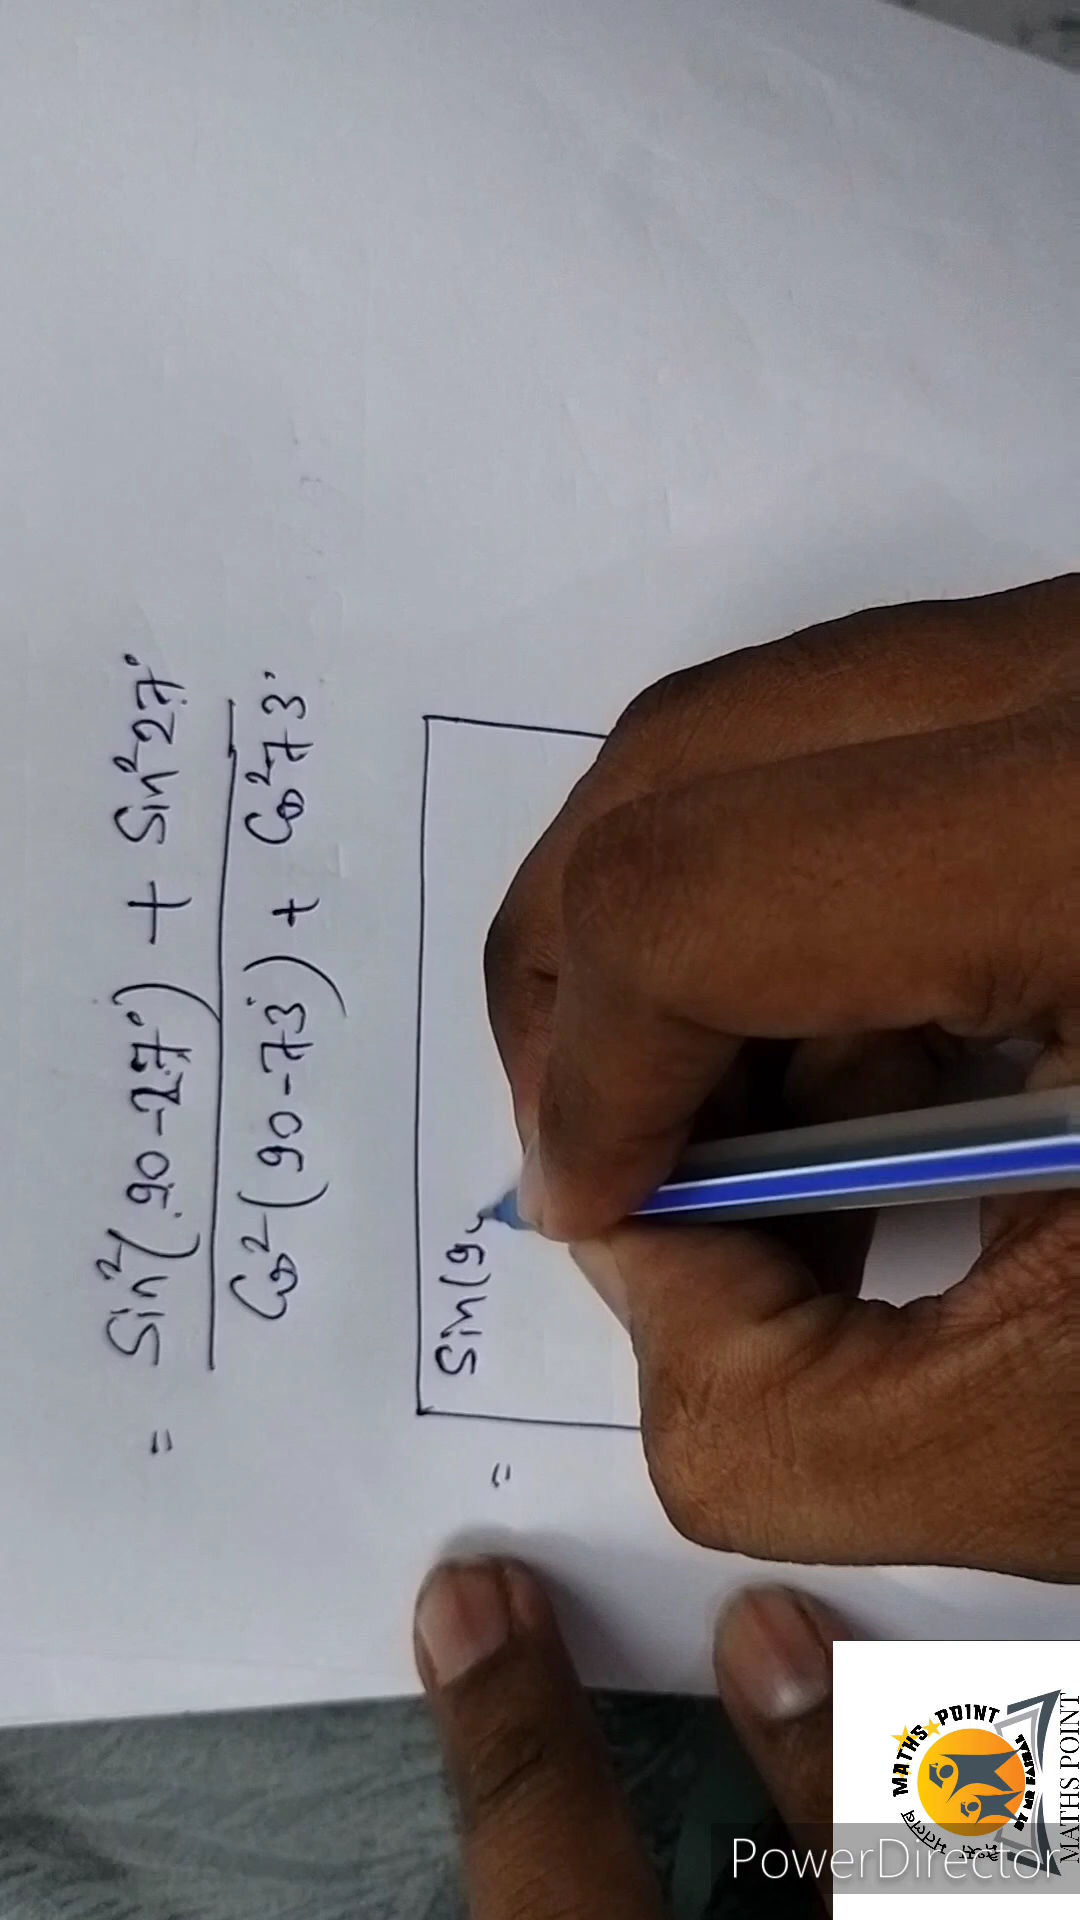 = Sin²(90-27°) + Sin²27°
Cos²(90-73°) + Cos²73°
= Sin(9
MATHS POINT
MATHS POINT
PowerDirector